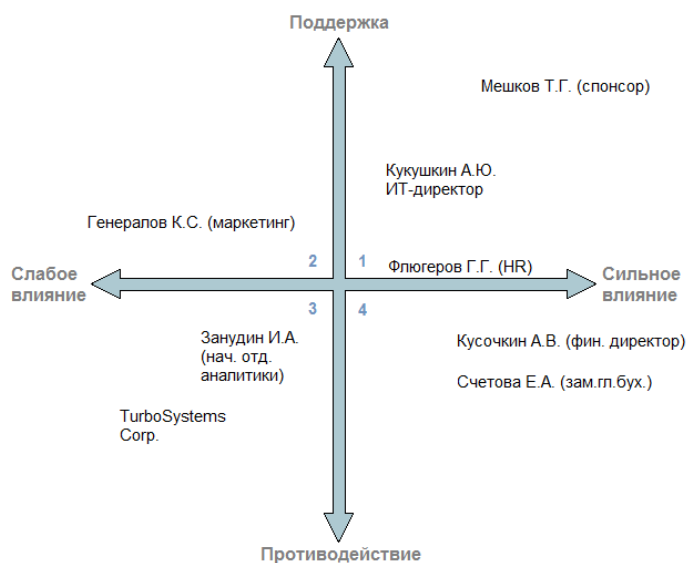 Поддержка
Мешков Т.Г. (спонсор)
Кукушкин А.Ю.
ИТ-директор
Генералов К.С. (маркетинг)
2 1
Флюгеров Г.Г. (HR)
Слабое
влияние
Сильное
влияние
3 4
Занудин И.А.
(нач. отд.
аналитики)
Кусочкин А.В. (фин. директор)
Счетова Е.А. (зам.гл.бух.)
TurboSystems
Corp.
Противодействие